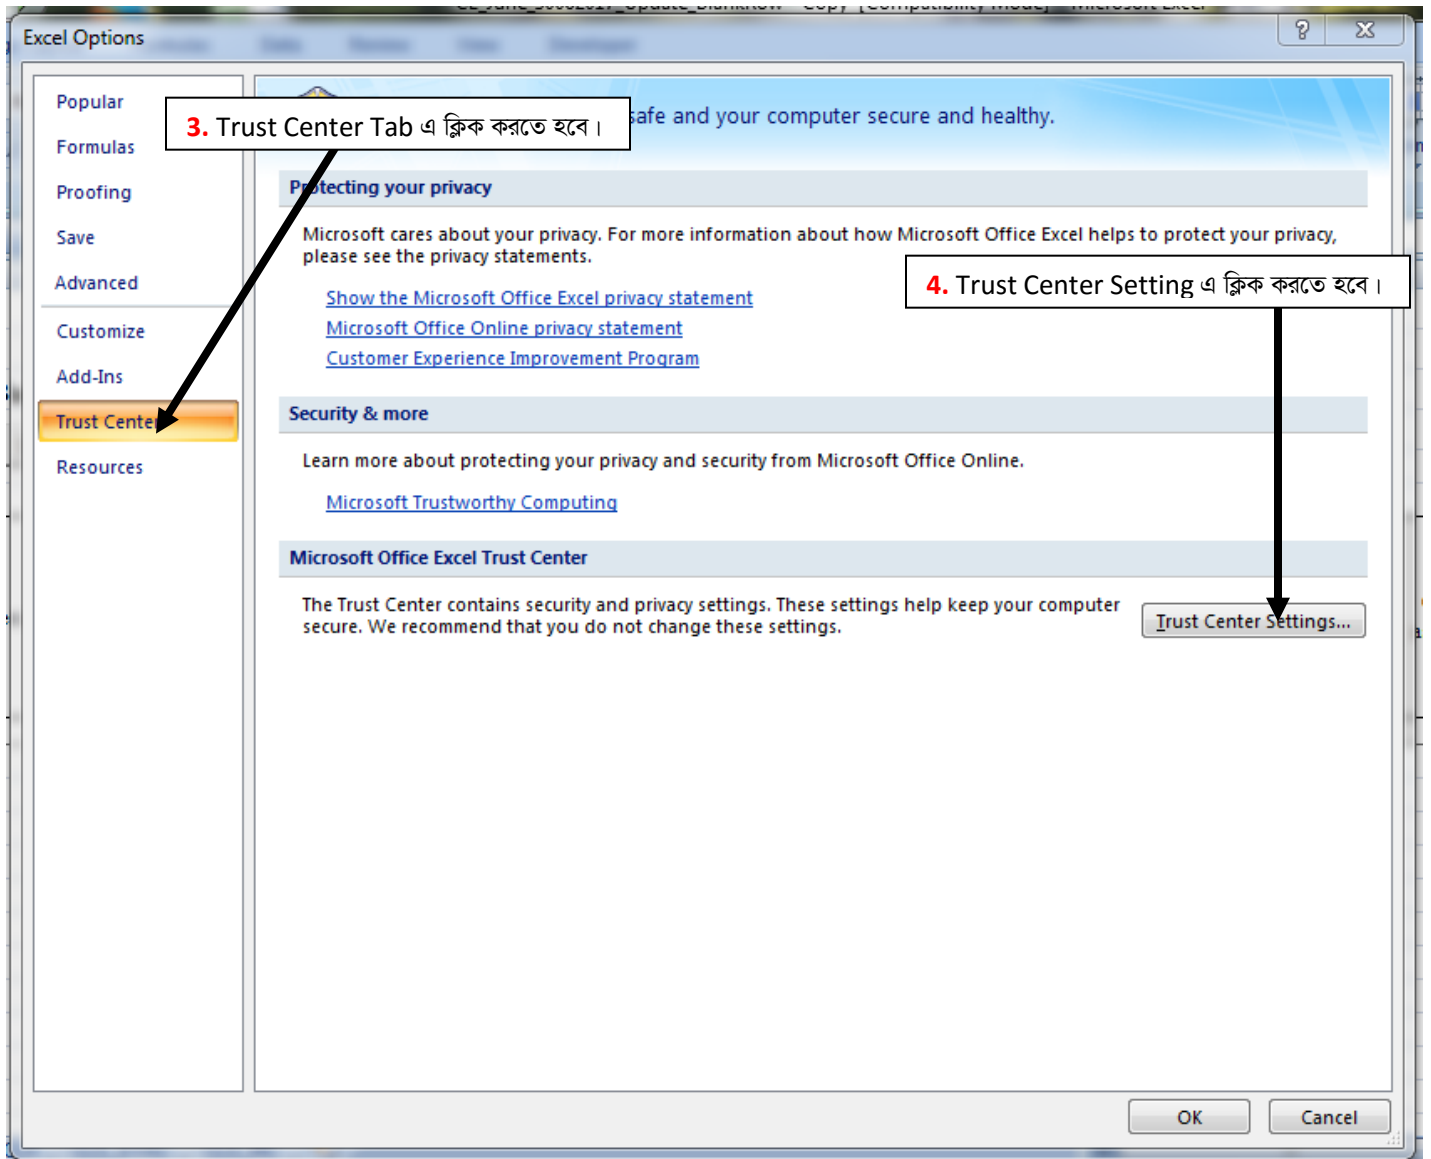 Excel Options
Popular
Formulas
Proofing
Save
Advanced
Customize
Add-Ins
Trust Center
Resources
3. Trust Center Tab এ ক্লিক করতে হবে।
safe and your computer secure and healthy.
Protecting your privacy
Microsoft cares about your privacy. For more information about how Microsoft Office Excel helps to protect your privacy,
please see the privacy statements.
4. Trust Center Setting এ ক্লিক করতে হবে।
Show the Microsoft Office Excel privacy statement
Microsoft Office Online privacy statement
Customer Experience Improvement Program
Security & more
Learn more about protecting your privacy and security from Microsoft Office Online.
Microsoft Trustworthy Computing
Microsoft Office Excel Trust Center
The Trust Center contains security and privacy settings. These settings help keep your computer
secure. We recommend that you do not change these settings.
Trust Center Settings...
OK
Cancel